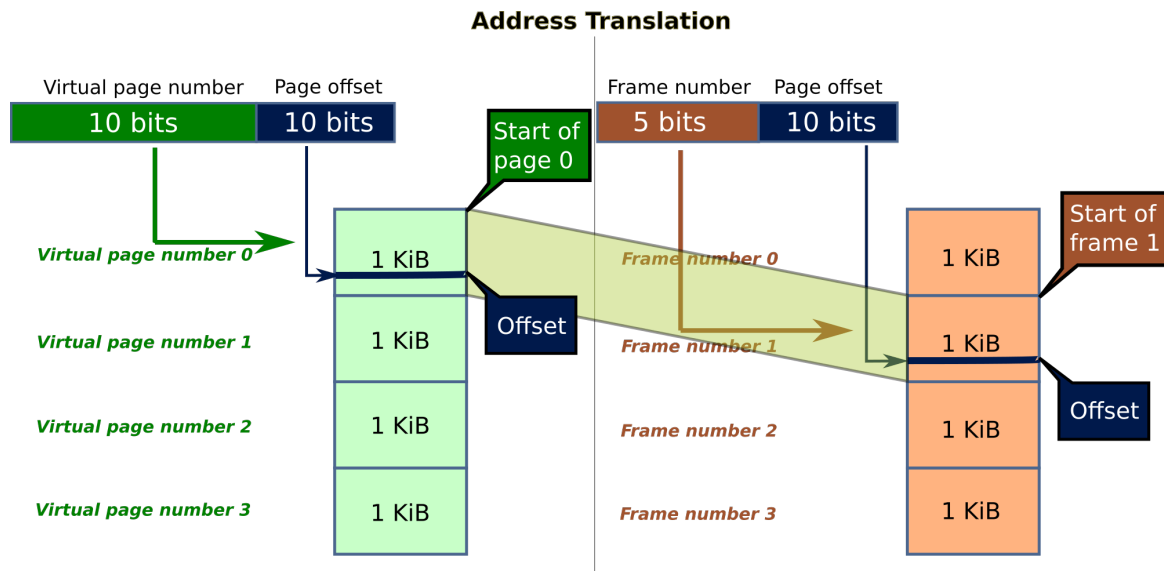 Address Translation
Virtual page number
Page offset
10 bits
10 bits
Start of
page 0
Virtual page number 0
1 KiB
Offset
Virtual page number 1
1 KiB
Virtual page number 2
1 KiB
Virtual page number 3
1 KiB
Frame number
Page offset
5 bits
10 bits
Start of
frame 1
Frame number 0
1 KiB
Frame number 1
1 KiB
Offset
Frame number 2
1 KiB
Frame number 3
1 KiB